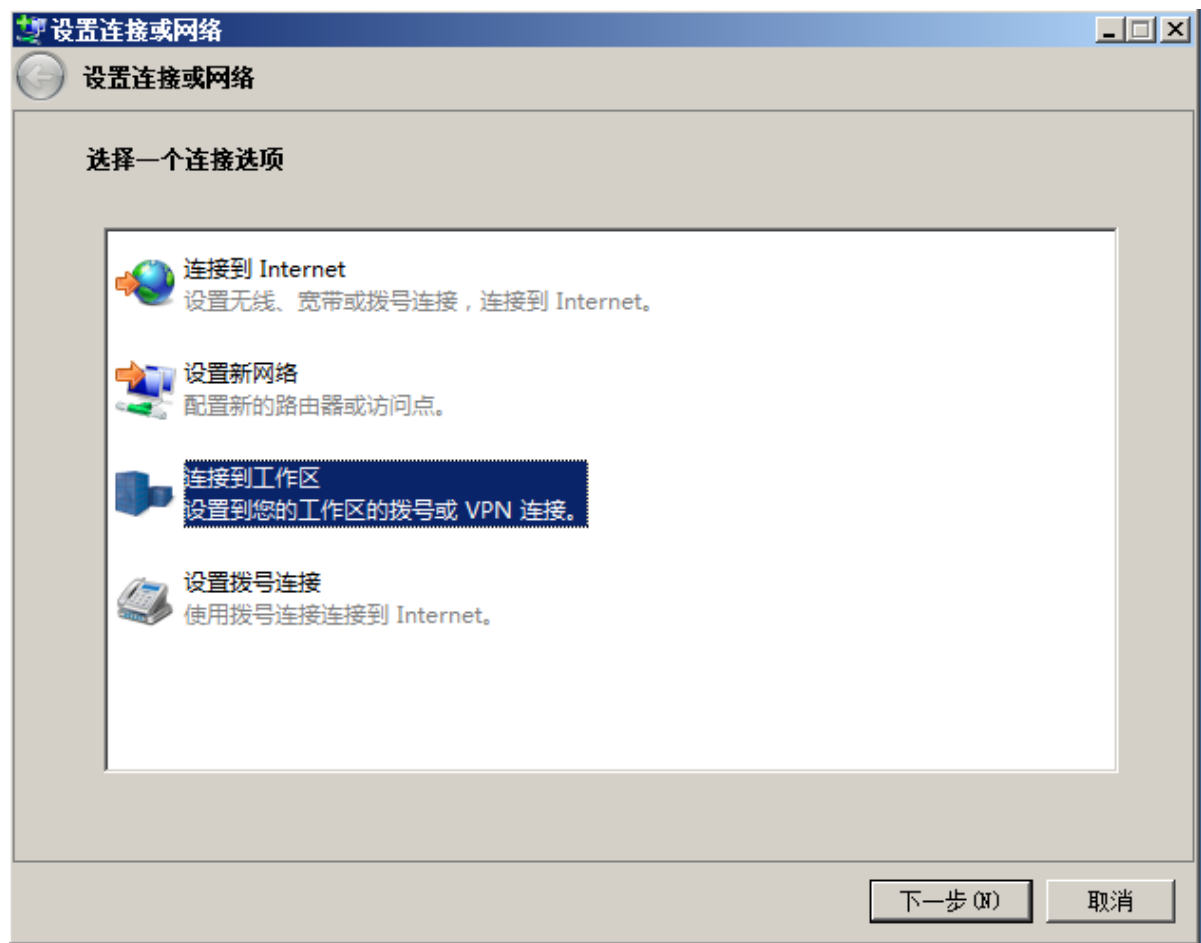 设置连接或网络
设置连接或网络
选择一个连接选项
连接到 Internet
设置无线、宽带或拨号连接，连接到 Internet。
设置新网络
配置新的路由器或访问点。
连接到工作区
设置到您的工作区的拨号或 VPN 连接。
设置拨号连接
使用拨号连接连接到 Internet。
下一步(N) 取消